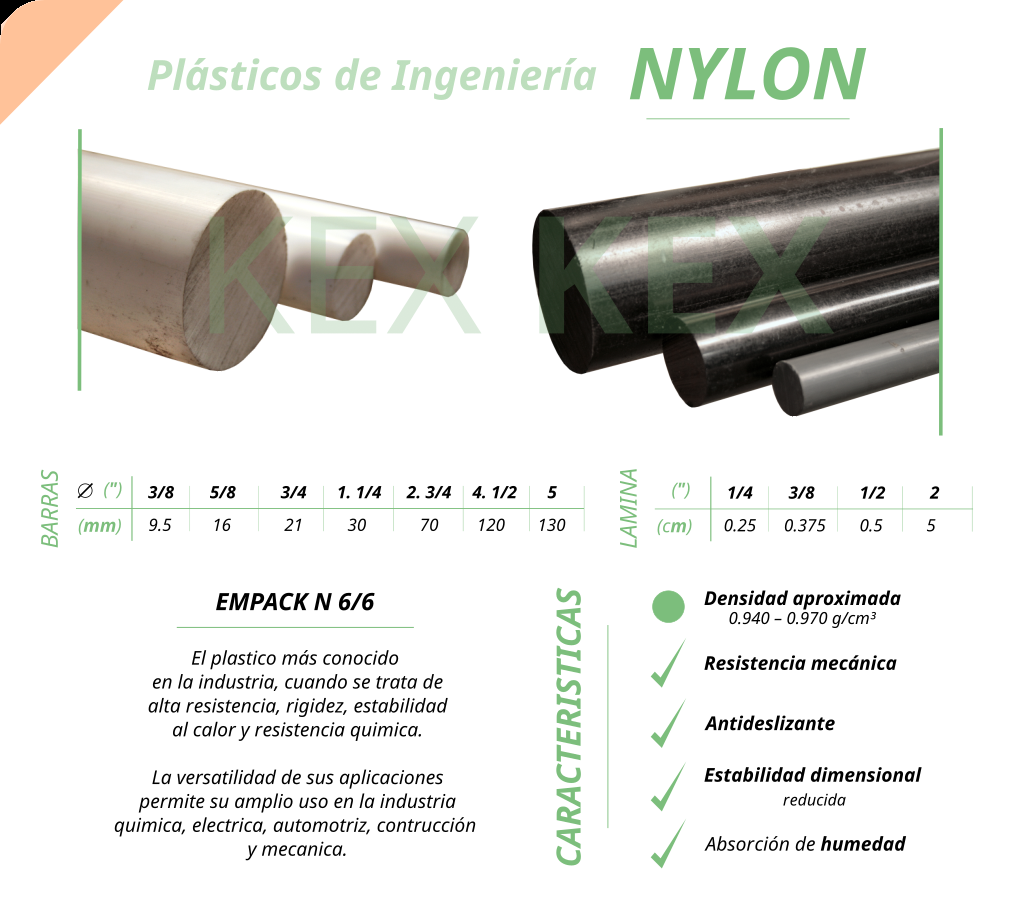 Plásticos de Ingeniería NYLON
KEX KEX
BARRAS
Ø (") 3/8 5/8 3/4 1. 1/4 2. 3/4 4. 1/2 5
(mm) 9.5 16 21 30 70 120 130
LAMINA
(") 1/4 3/8 1/2 2
(cm) 0.25 0.375 0.5 5
EMPACK N 6/6
El plastico más conocido
en la industria, cuando se trata de
alta resistencia, rigidez, estabilidad
al calor y resistencia quimica.
La versatilidad de sus aplicaciones
permite su amplio uso en la industria
quimica, electrica, automotriz, contrucción
y mecanica.
CARACTERISTICAS
Densidad aproximada
0.940 – 0.970 g/cm³
Resistencia mecánica
Antideslizante
Estabilidad dimensional
reducida
Absorción de humedad